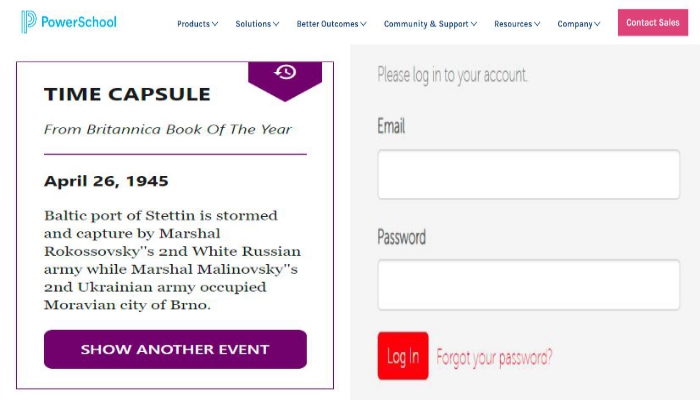 PowerSchool Products Solutions Better Outcomes Community & Support Resources Company Contact Sales
TIME CAPSULE
From Britannica Book Of The Year
April 26, 1945
Baltic port of Stettin is stormed
and capture by Marshal
Rokossovsky"s 2nd White Russian
army while Marshal Malinovsky"s
2nd Ukrainian army occupied
Moravian city of Brno.
SHOW ANOTHER EVENT
Please log in to your account.
Email
Password
Log In Forgot your password?